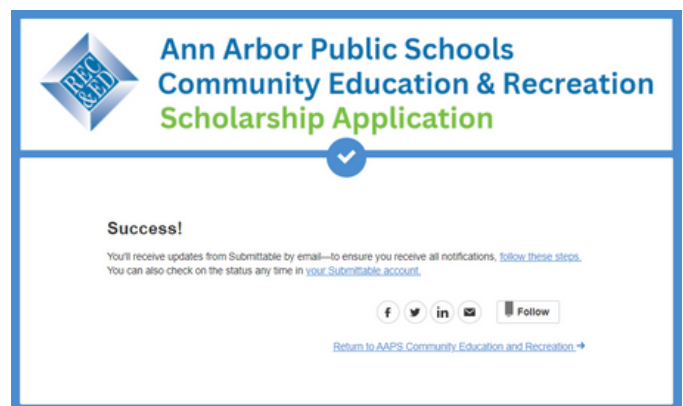 REC
&ED
Ann Arbor Public Schools
Community Education & Recreation
Scholarship Application
Success!
You'll receive updates from Submittable by email—to ensure you receive all notifications, follow these steps.
You can also check on the status any time in your Submittable account.
f in Follow
Return to AAPS Community Education and Recreation ➔